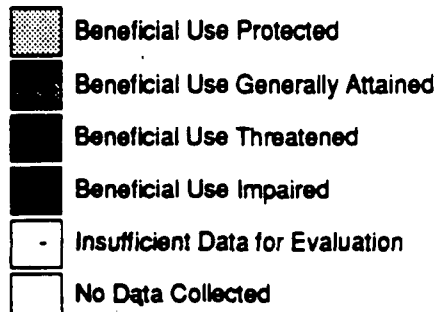 Beneficial Use Protected
Beneficial Use Generally Attained
Beneficial Use Threatened
Beneficial Use Impaired
- Insufficient Data for Evaluation
No Data Collected